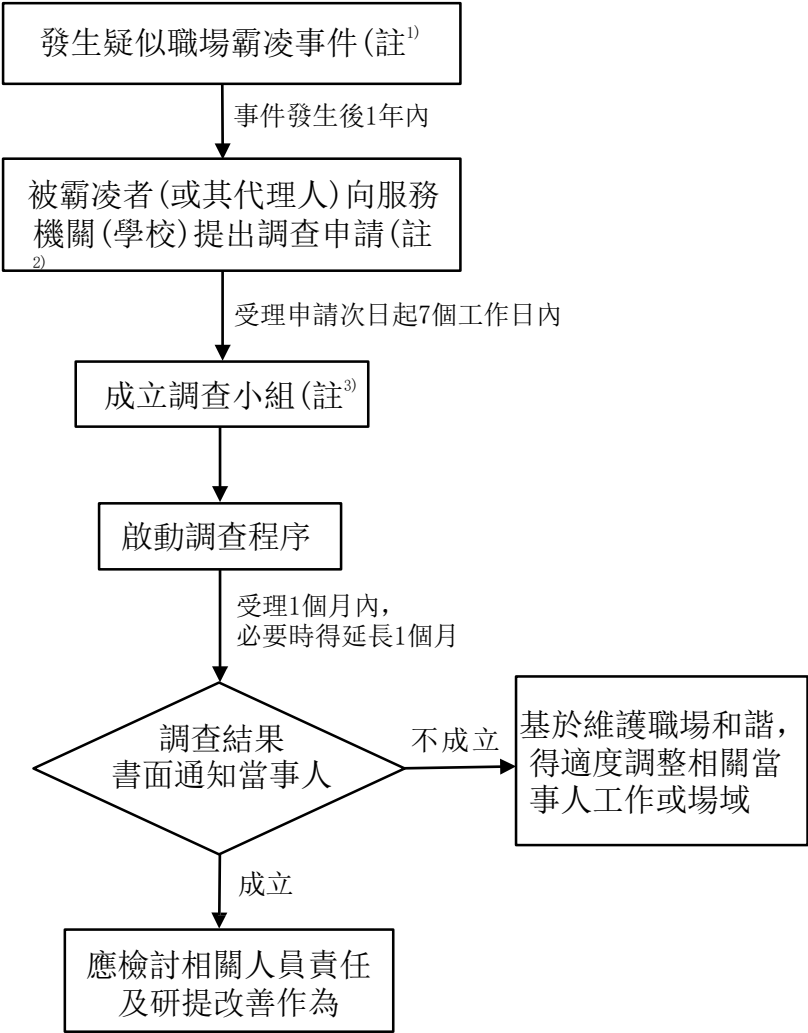 發生疑似職場霸凌事件(註1)
事件發生後1年內
被霸凌者(或其代理人)向服務
機關(學校)提出調查申請(註
2)
受理申請次日起7個工作日內
成立調查小組(註3)
啟動調查程序
受理1個月內，
必要時得延長1個月
調查結果
書面通知當事人
不成立
基於維護職場和諧，
得適度調整相關當
事人工作或場域
成立
應檢討相關人員責任
及研提改善作為